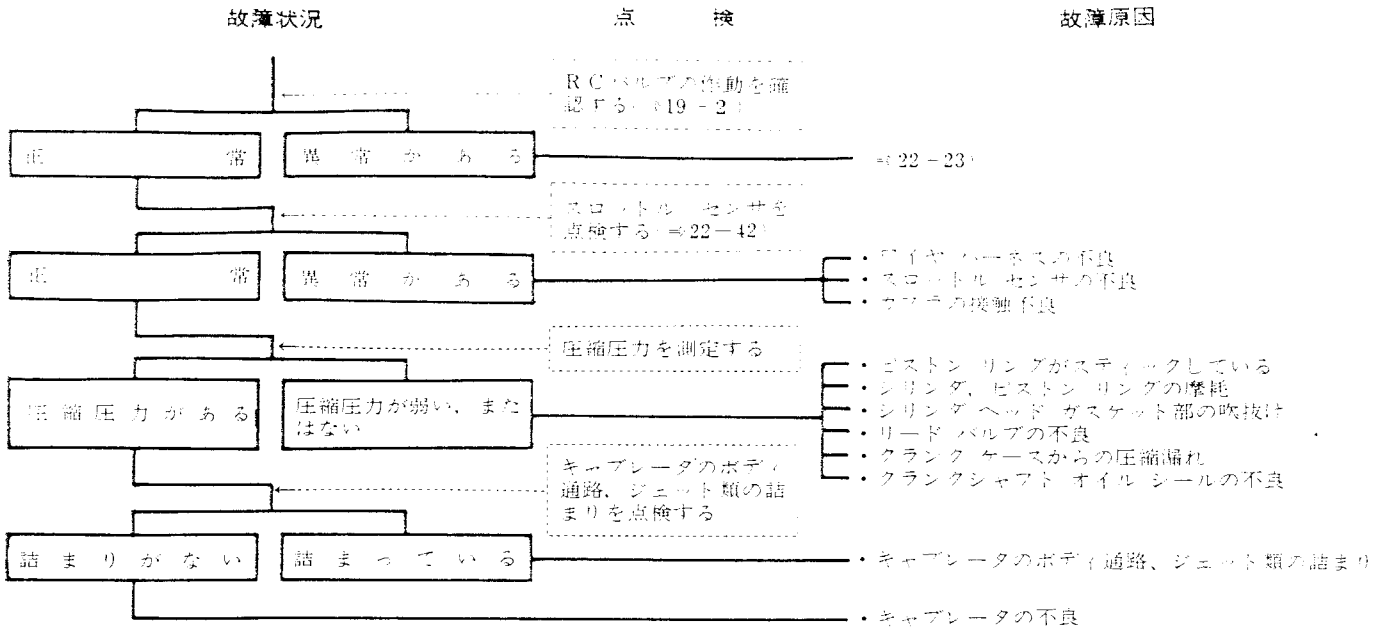 故障状況 点 検 故障原因
RCバルブの作動を確
認する(⇒19-2)
正 常 異 常 が あ る ⇒(22-23)
スロットル センサを
点検する(⇒22-42)
正 常 異 常 が あ る
・ワイヤ ハーネスの不良
・スロットル センサの不良
・カプラの接触不良
圧縮圧力を測定する
圧縮圧力がある
圧縮圧力が弱い、また
はない
・ピストン リングがスティックしている
・シリンダ、ピストン リングの摩耗
・シリンダ ヘッド ガスケット部の吹抜け
・リード バルブの不良
・クランク ケースからの圧縮漏れ
・クランクシャフト オイル シールの不良
キャブレータのボディ
通路、ジェット類の詰
まりを点検する
詰 ま り が な い 詰 ま っ て い る ・キャブレータのボディ通路、ジェット類の詰まり
・キャブレータの不良